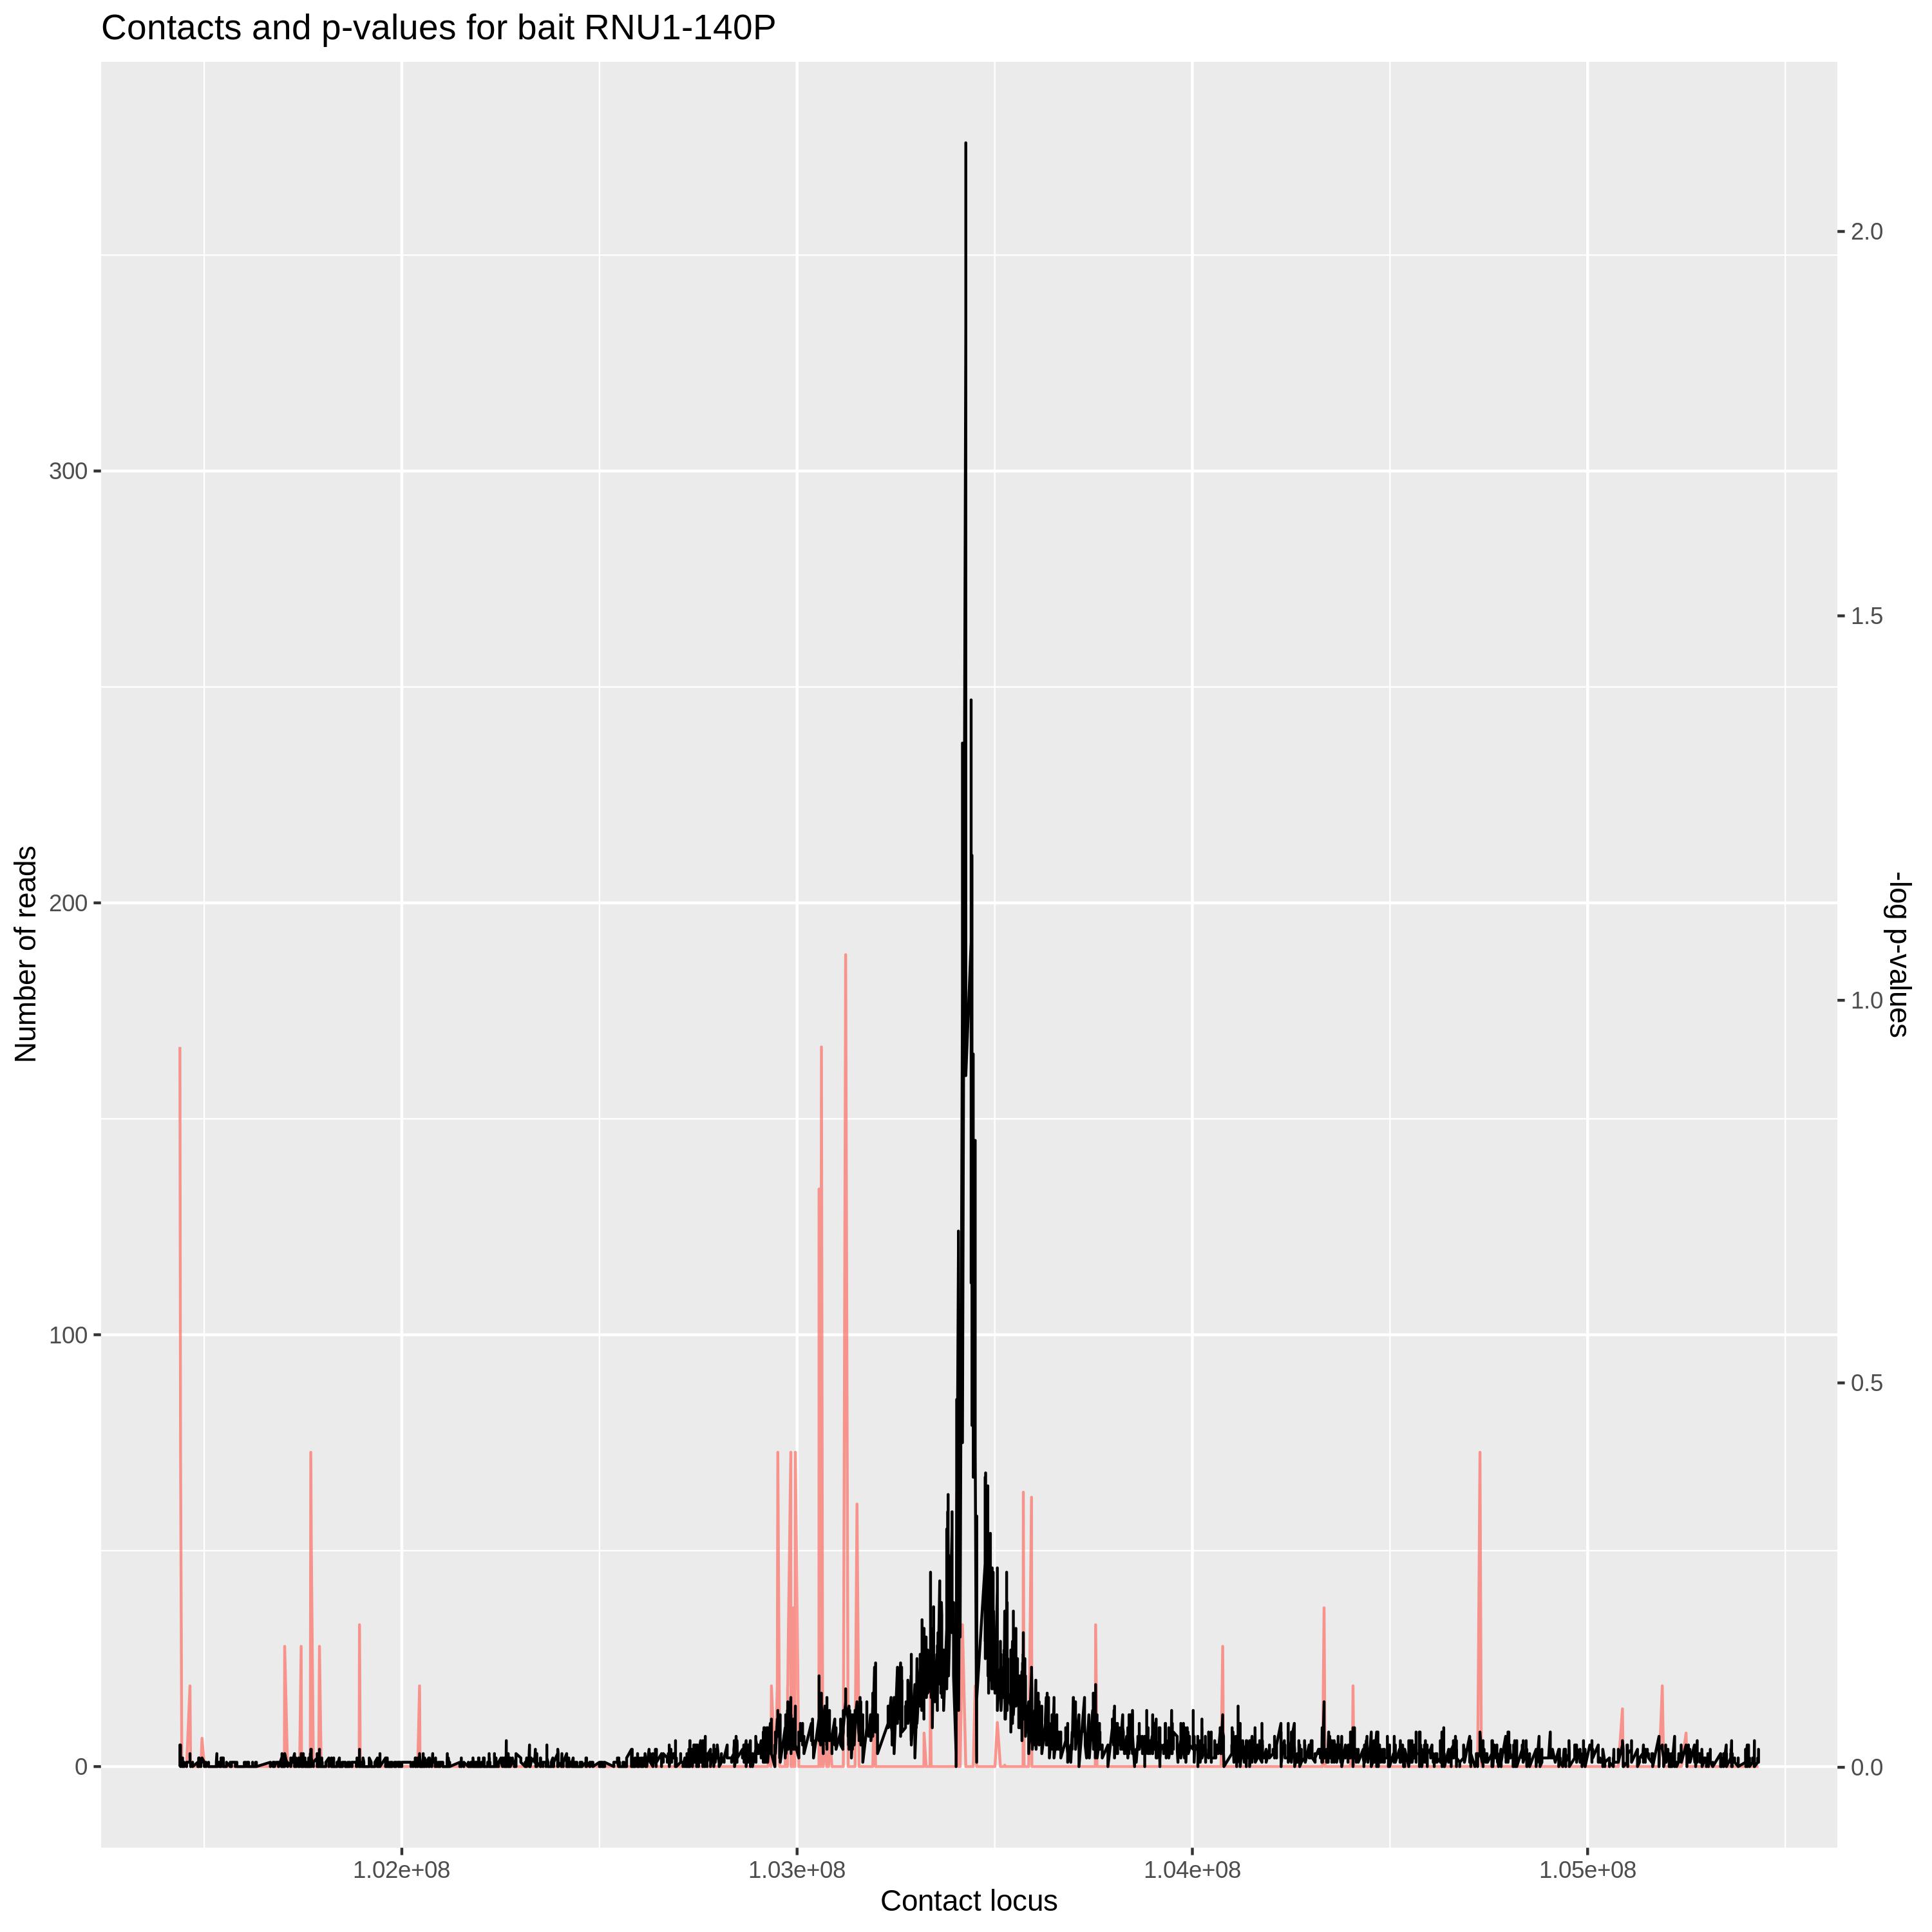 Contacts and p-values for bait RNU1-140P
Number of reads
300
200
100
0
2.0
1.5
1.0
0.5
0.0
-log p-values
1.02e+08
1.03e+08
1.04e+08
1.05e+08
Contact locus